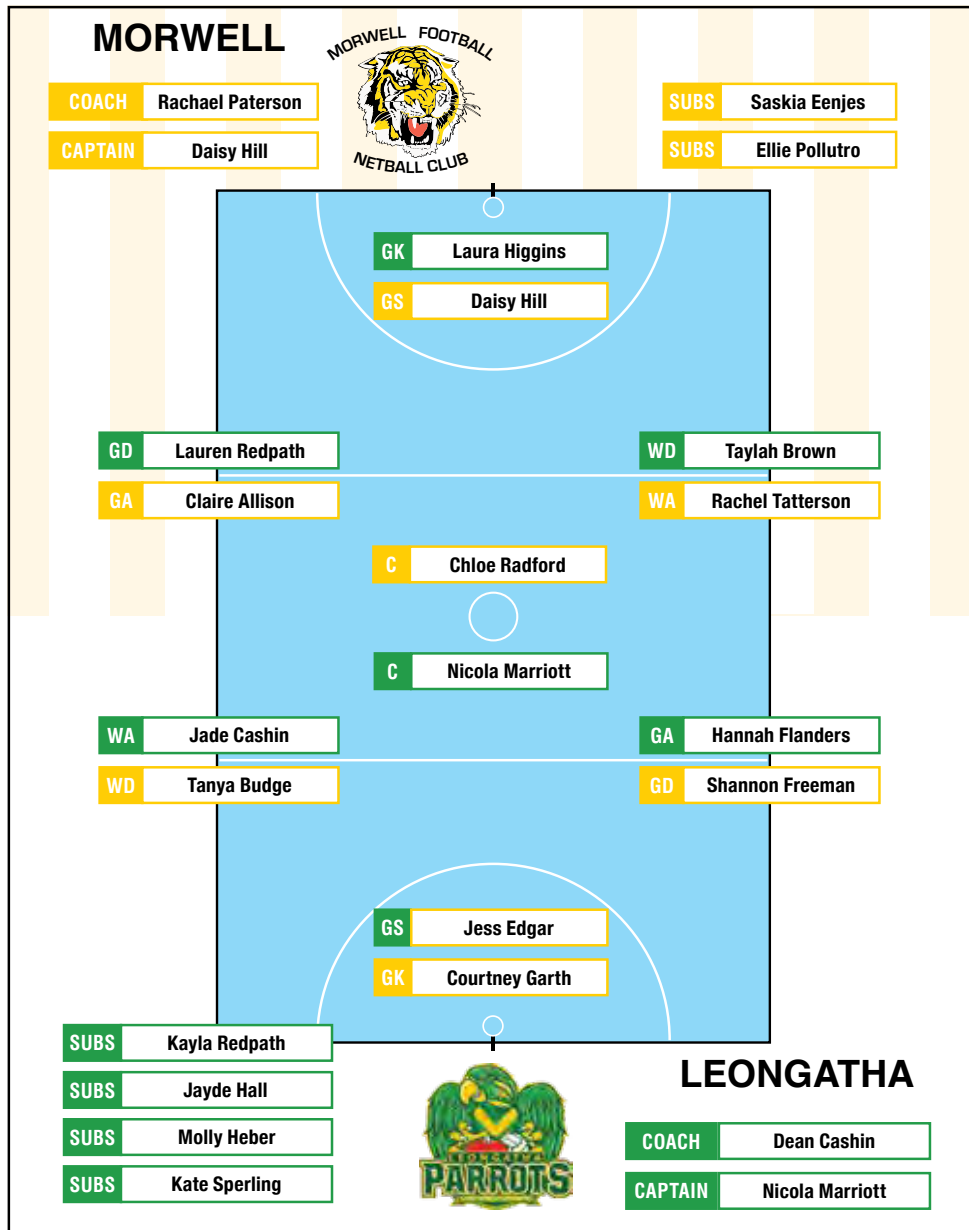 MORWELL
MORWELL FOOTBALL
NETBALL CLUB
COACH Rachael Paterson
CAPTAIN Daisy Hill
SUBS Saskia Eenjes
SUBS Ellie Pollutro
GK Laura Higgins
GS Daisy Hill
GD Lauren Redpath
GA Claire Allison
WD Taylah Brown
WA Rachel Tatterson
C Chloe Radford
C Nicola Marriott
WA Jade Cashin
WD Tanya Budge
GA Hannah Flanders
GD Shannon Freeman
GS Jess Edgar
GK Courtney Garth
SUBS Kayla Redpath
SUBS Jayde Hall
SUBS Molly Heber
SUBS Kate Sperling
PARROTS
LEONGATHA
COACH Dean Cashin
CAPTAIN Nicola Marriott